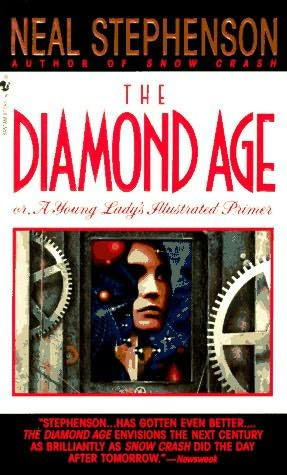 NEAL STEPHENSON
AUTHOR OF SNOW CRASH
THE
DIAMOND AGE
or, A Young Lady's Illustrated Primer
"STEPHENSON...HAS GOTTEN EVEN BETTER....
THE DIAMOND AGE ENVISIONS THE NEXT CENTURY
AS BRILLIANTLY AS SNOW CRASH DID THE DAY
AFTER TOMORROW." —Newsweek